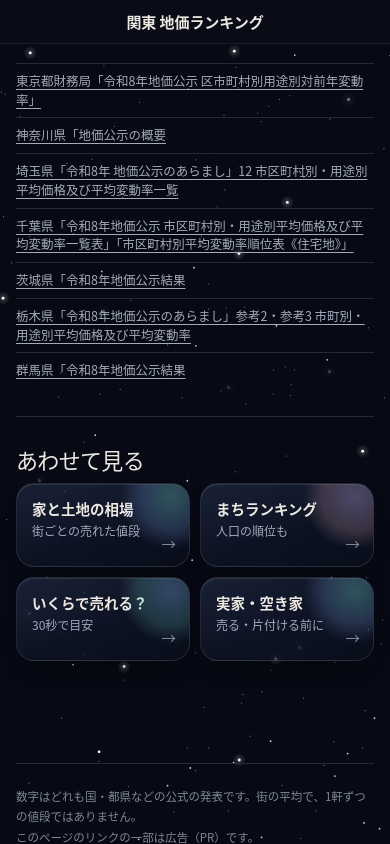 関東 地価ランキング
東京都財務局「令和8年地価公示 区市町村別用途別対前年変動
率」
神奈川県「地価公示の概要
埼玉県「令和8年 地価公示のあらまし」12 市区町村別・用途別
平均価格及び平均変動率一覧
千葉県「令和8年地価公示 市区町村別・用途別平均価格及び平
均変動率一覧表」「市区町村別平均変動率順位表《住宅地》」
茨城県「令和8年地価公示結果
栃木県「令和8年地価公示のあらまし」参考2・参考3 市町別・
用途別平均価格及び平均変動率
群馬県「令和8年地価公示結果
あわせて見る
家と土地の相場
街ごとの売れた値段
→
まちランキング
人口の順位も
→
いくらで売れる？
30秒で目安
→
実家・空き家
売る・片付ける前に
→
数字はどれも国・都県などの公式の発表です。街の平均で、1軒ずつ
の値段ではありません。
このページのリンクの一部は広告（PR）です。